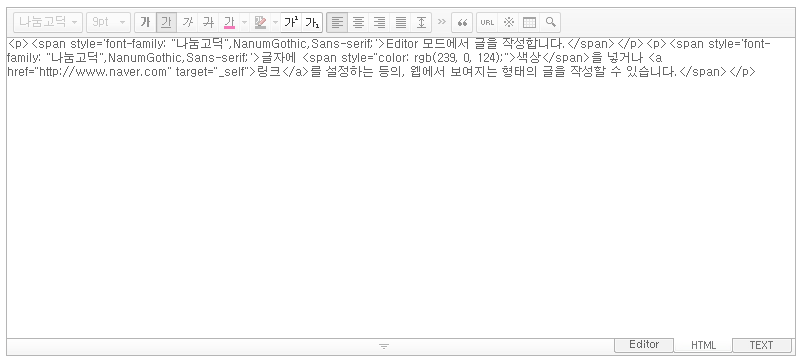 나눔고딕 9pt 가 가 가 가 가 가 가¹ 가₁ URL
<p><span style='font-family: "나눔고딕",NanumGothic,Sans-serif;'>Editor 모드에서 글을 작성합니다.</span></p><p><span style='font-
family: "나눔고딕",NanumGothic,Sans-serif;'>글자에 <span style="color: rgb(239, 0, 124);">색상</span>을 넣거나 <a
href="http://www.naver.com" target="_self">링크</a>를 설정하는 등의, 웹에서 보여지는 형태의 글을 작성할 수 있습니다.</span></p>
Editor HTML TEXT